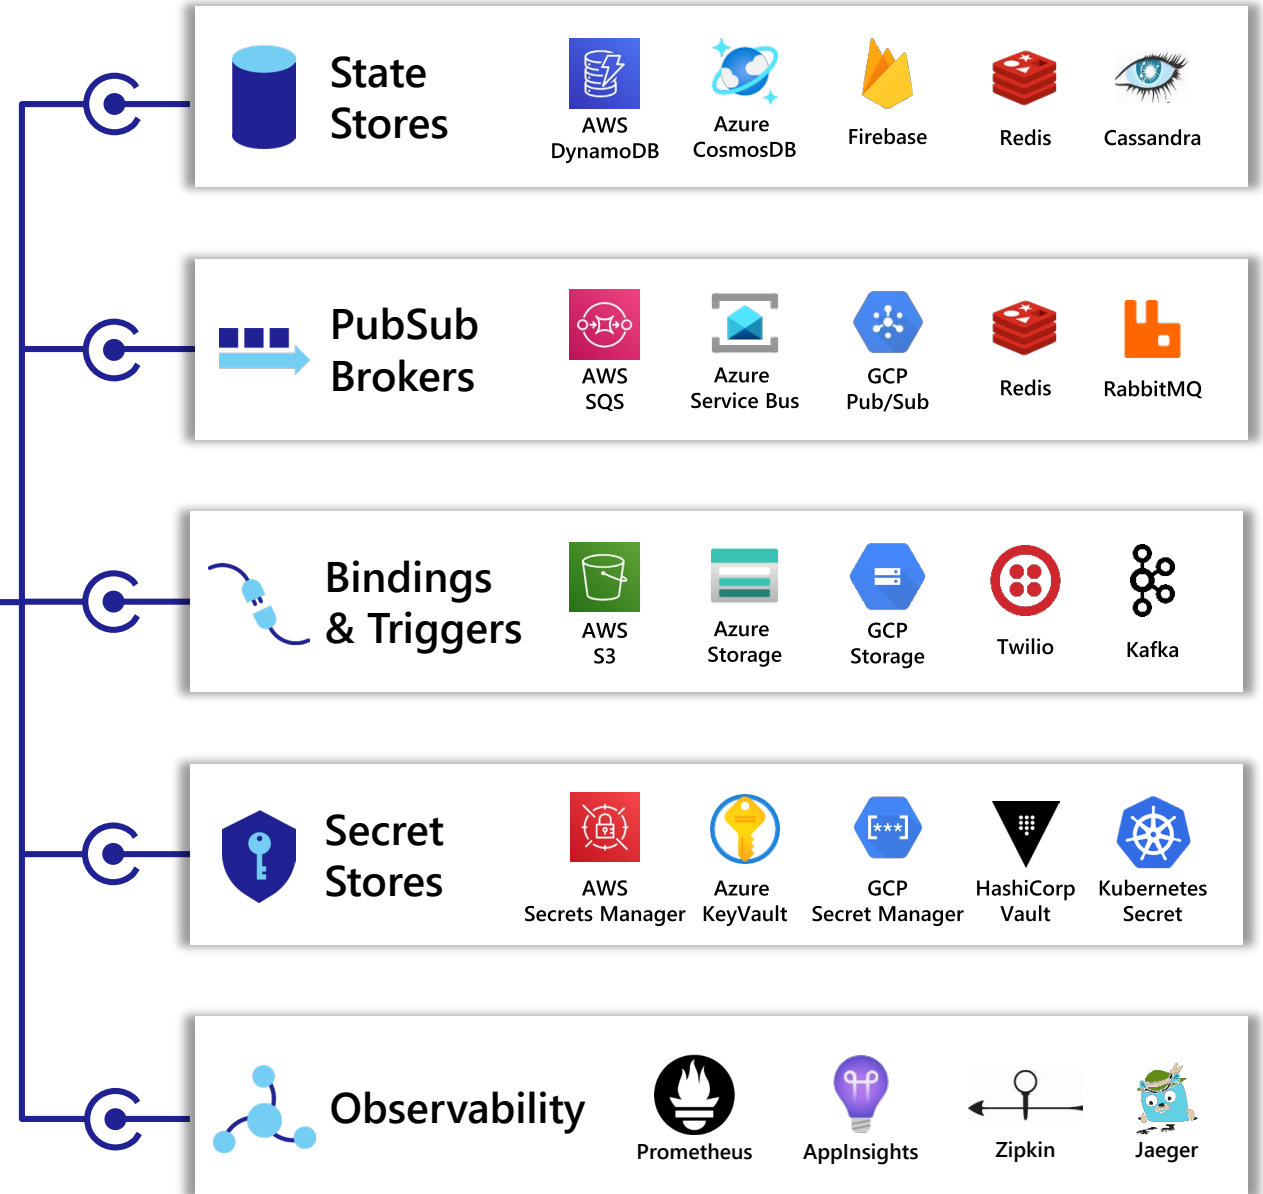 State
Stores
AWS
DynamoDB
Azure
CosmosDB
Firebase
Redis
Cassandra
PubSub
Brokers
AWS
SQS
Azure
Service Bus
GCP
Pub/Sub
Redis
RabbitMQ
Bindings
& Triggers
AWS
S3
Azure
Storage
GCP
Storage
Twilio
Kafka
Secret
Stores
AWS
Secrets Manager
Azure
KeyVault
[***]
GCP
Secret Manager
HashiCorp
Vault
Kubernetes
Secret
Observability
Prometheus
AppInsights
Zipkin
Jaeger